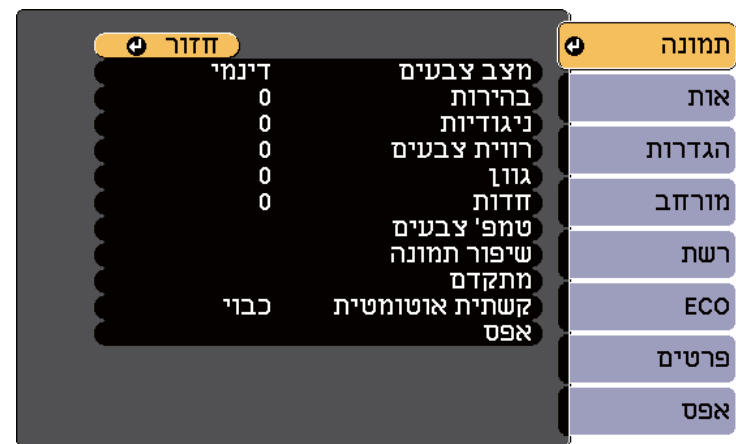 תמונה
אות
הגדרות
מורחב
רשת
ECO
פרטים
אפס
חזור
מצב צבעים דינמי
בהירות 0
ניגודיות 0
רווית צבעים 0
גוון 0
חדות 0
טמפ' צבעים
שיפור תמונה
מתקדם
קשתית אוטומטית כבוי
אפס